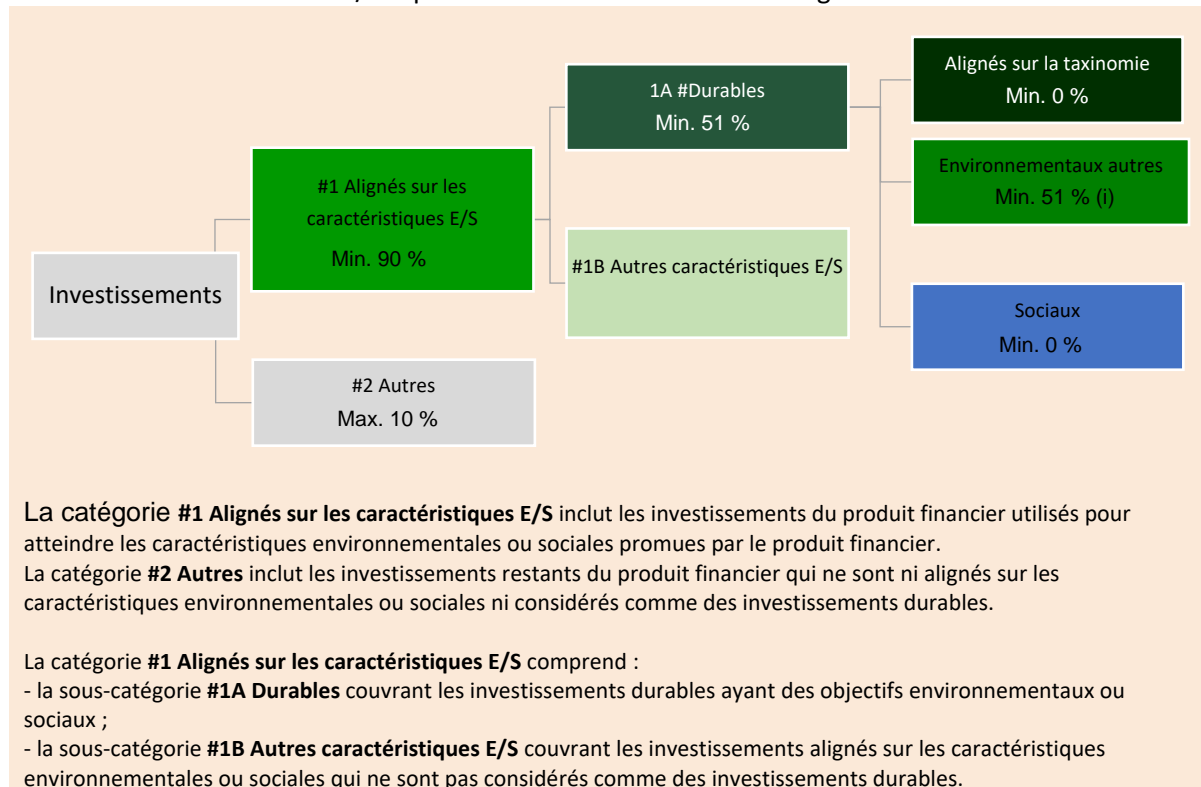 Alignés sur la taxinomie
Min. 0 %
1A #Durables
Min. 51 %
Environnementaux autres
Min. 51 % (i)
#1 Alignés sur les
caractéristiques E/S
Min. 90 %
#1B Autres caractéristiques E/S
Investissements
Sociaux
Min. 0 %
#2 Autres
Max. 10 %
La catégorie #1 Alignés sur les caractéristiques E/S inclut les investissements du produit financier utilisés pour
atteindre les caractéristiques environnementales ou sociales promues par le produit financier.
La catégorie #2 Autres inclut les investissements restants du produit financier qui ne sont ni alignés sur les
caractéristiques environnementales ou sociales ni considérés comme des investissements durables.
La catégorie #1 Alignés sur les caractéristiques E/S comprend :
- la sous-catégorie #1A Durables couvrant les investissements durables ayant des objectifs environnementaux ou
sociaux ;
- la sous-catégorie #1B Autres caractéristiques E/S couvrant les investissements alignés sur les caractéristiques
environnementales ou sociales qui ne sont pas considérés comme des investissements durables.